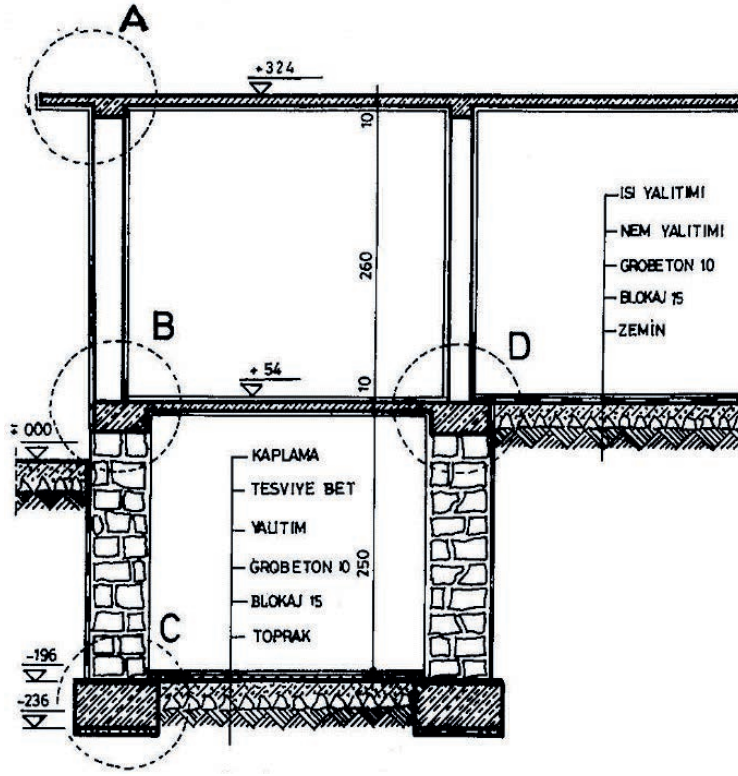 A
+324
10
ISI YALITIMI
NEM YALITIMI
GROBETON 10
BLOKAJ 15
ZEMİN
260
B
D
+ 54
10
± 000
KAPLAMA
TESVIYE BET
YALITIM
GROBETON 10
BLOKAJ 15
TOPRAK
250
C
-196
-236